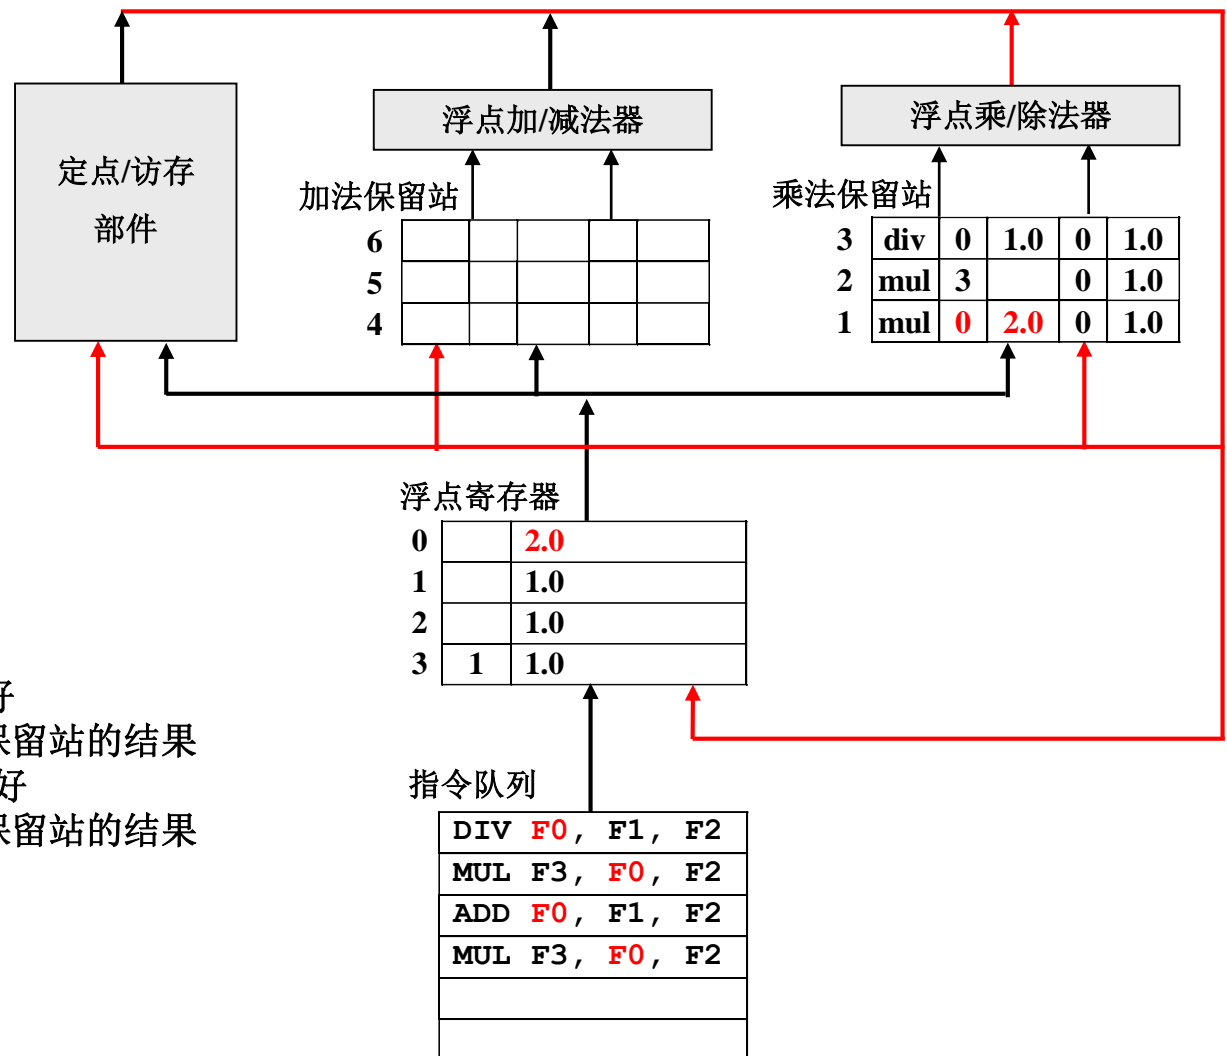 定点/访存
部件
浮点加/减法器
浮点乘/除法器
加法保留站
6
5
4
乘法保留站
3 div 0 1.0 0 1.0
2 mul 3 0 1.0
1 mul 0 2.0 0 1.0
浮点寄存器
0 2.0
1 1.0
2 1.0
3 1 1.0
好
保留站的结果
好
保留站的结果
指令队列
DIV F0, F1, F2
MUL F3, F0, F2
ADD F0, F1, F2
MUL F3, F0, F2